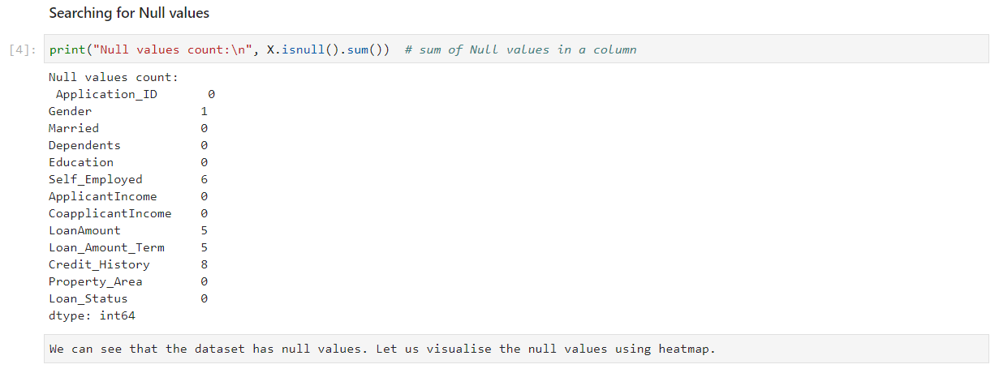 Searching for Null values
[4]: print("Null values count:\n", X.isnull().sum())  # sum of Null values in a column
Null values count:
 Application_ID       0
Gender                1
Married               0
Dependents            0
Education             0
Self_Employed         6
ApplicantIncome       0
CoapplicantIncome     0
LoanAmount            5
Loan_Amount_Term      5
Credit_History        8
Property_Area         0
Loan_Status           0
dtype: int64
We can see that the dataset has null values. Let us visualise the null values using heatmap.